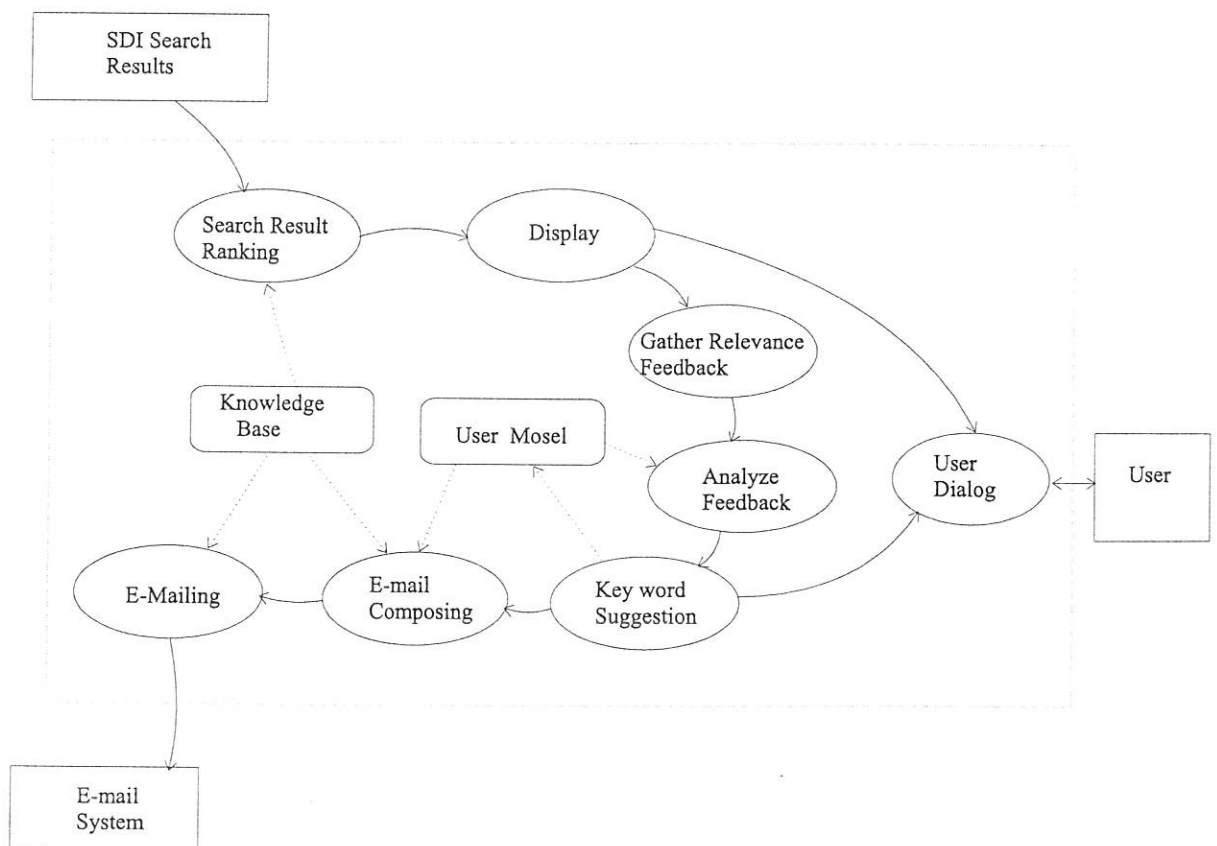 SDI Search
Results
Search Result
Ranking
Display
Gather Relevance
Feedback
Knowledge
Base
User Mosel
Analyze
Feedback
User
Dialog
User
E-Mailing
E-mail
Composing
Key word
Suggestion
E-mail
System